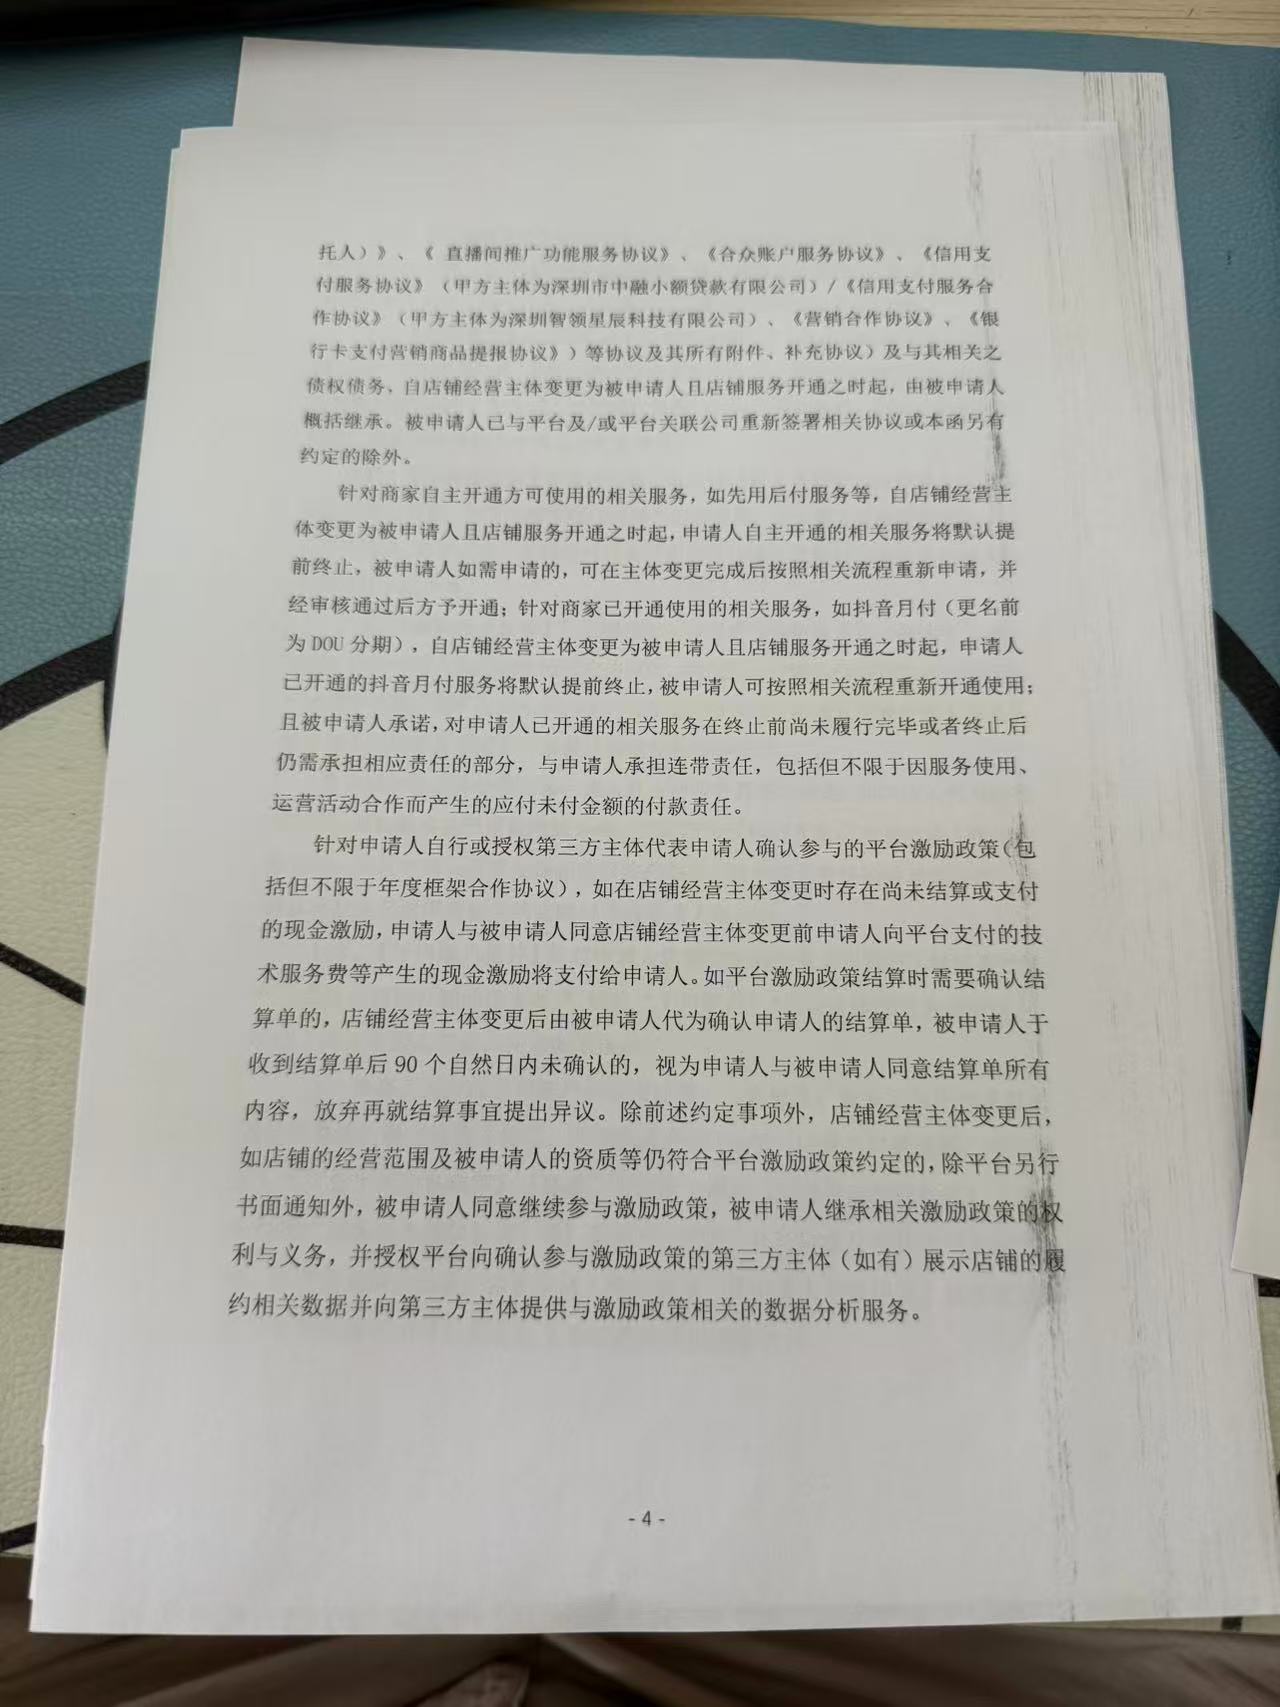 托人）》、《 直播间推广功能服务协议》、《合众账户服务协议》、《信用支
付服务协议》（甲方主体为深圳市中融小额贷款有限公司）/《信用支付服务合
作协议》（甲方主体为深圳智领星辰科技有限公司）、《营销合作协议》、《银
行卡支付营销商品提报协议》）等协议及其所有附件、补充协议）及与其相关之
债权债务，自店铺经营主体变更为被申请人且店铺服务开通之时起，由被申请人
概括继承。被申请人已与平台及/或平台关联公司重新签署相关协议或本函另有
约定的除外。
针对商家自主开通方可使用的相关服务，如先用后付服务等，自店铺经营主
体变更为被申请人且店铺服务开通之时起，申请人自主开通的相关服务将默认提
前终止，被申请人如需申请的，可在主体变更完成后按照相关流程重新申请，并
经审核通过后方予开通；针对商家已开通使用的相关服务，如抖音月付（更名前
为 DOU 分期），自店铺经营主体变更为被申请人且店铺服务开通之时起，申请人
已开通的抖音月付服务将默认提前终止，被申请人可按照相关流程重新开通使用；
且被申请人承诺，对申请人已开通的相关服务在终止前尚未履行完毕或者终止后
仍需承担相应责任的部分，与申请人承担连带责任，包括但不限于因服务使用、
运营活动合作而产生的应付未付金额的付款责任。
针对申请人自行或授权第三方主体代表申请人确认参与的平台激励政策（包
括但不限于年度框架合作协议），如在店铺经营主体变更时存在尚未结算或支付
的现金激励，申请人与被申请人同意店铺经营主体变更前申请人向平台支付的技
术服务费等产生的现金激励将支付给申请人。如平台激励政策结算时需要确认结
算单的，店铺经营主体变更后由被申请人代为确认申请人的结算单，被申请人于
收到结算单后 90 个自然日内未确认的，视为申请人与被申请人同意结算单所有
内容，放弃再就结算事宜提出异议。除前述约定事项外，店铺经营主体变更后，
如店铺的经营范围及被申请人的资质等仍符合平台激励政策约定的，除平台另行
书面通知外，被申请人同意继续参与激励政策，被申请人继承相关激励政策的权
利与义务，并授权平台向确认参与激励政策的第三方主体（如有）展示店铺的履
约相关数据并向第三方主体提供与激励政策相关的数据分析服务。
- 4 -